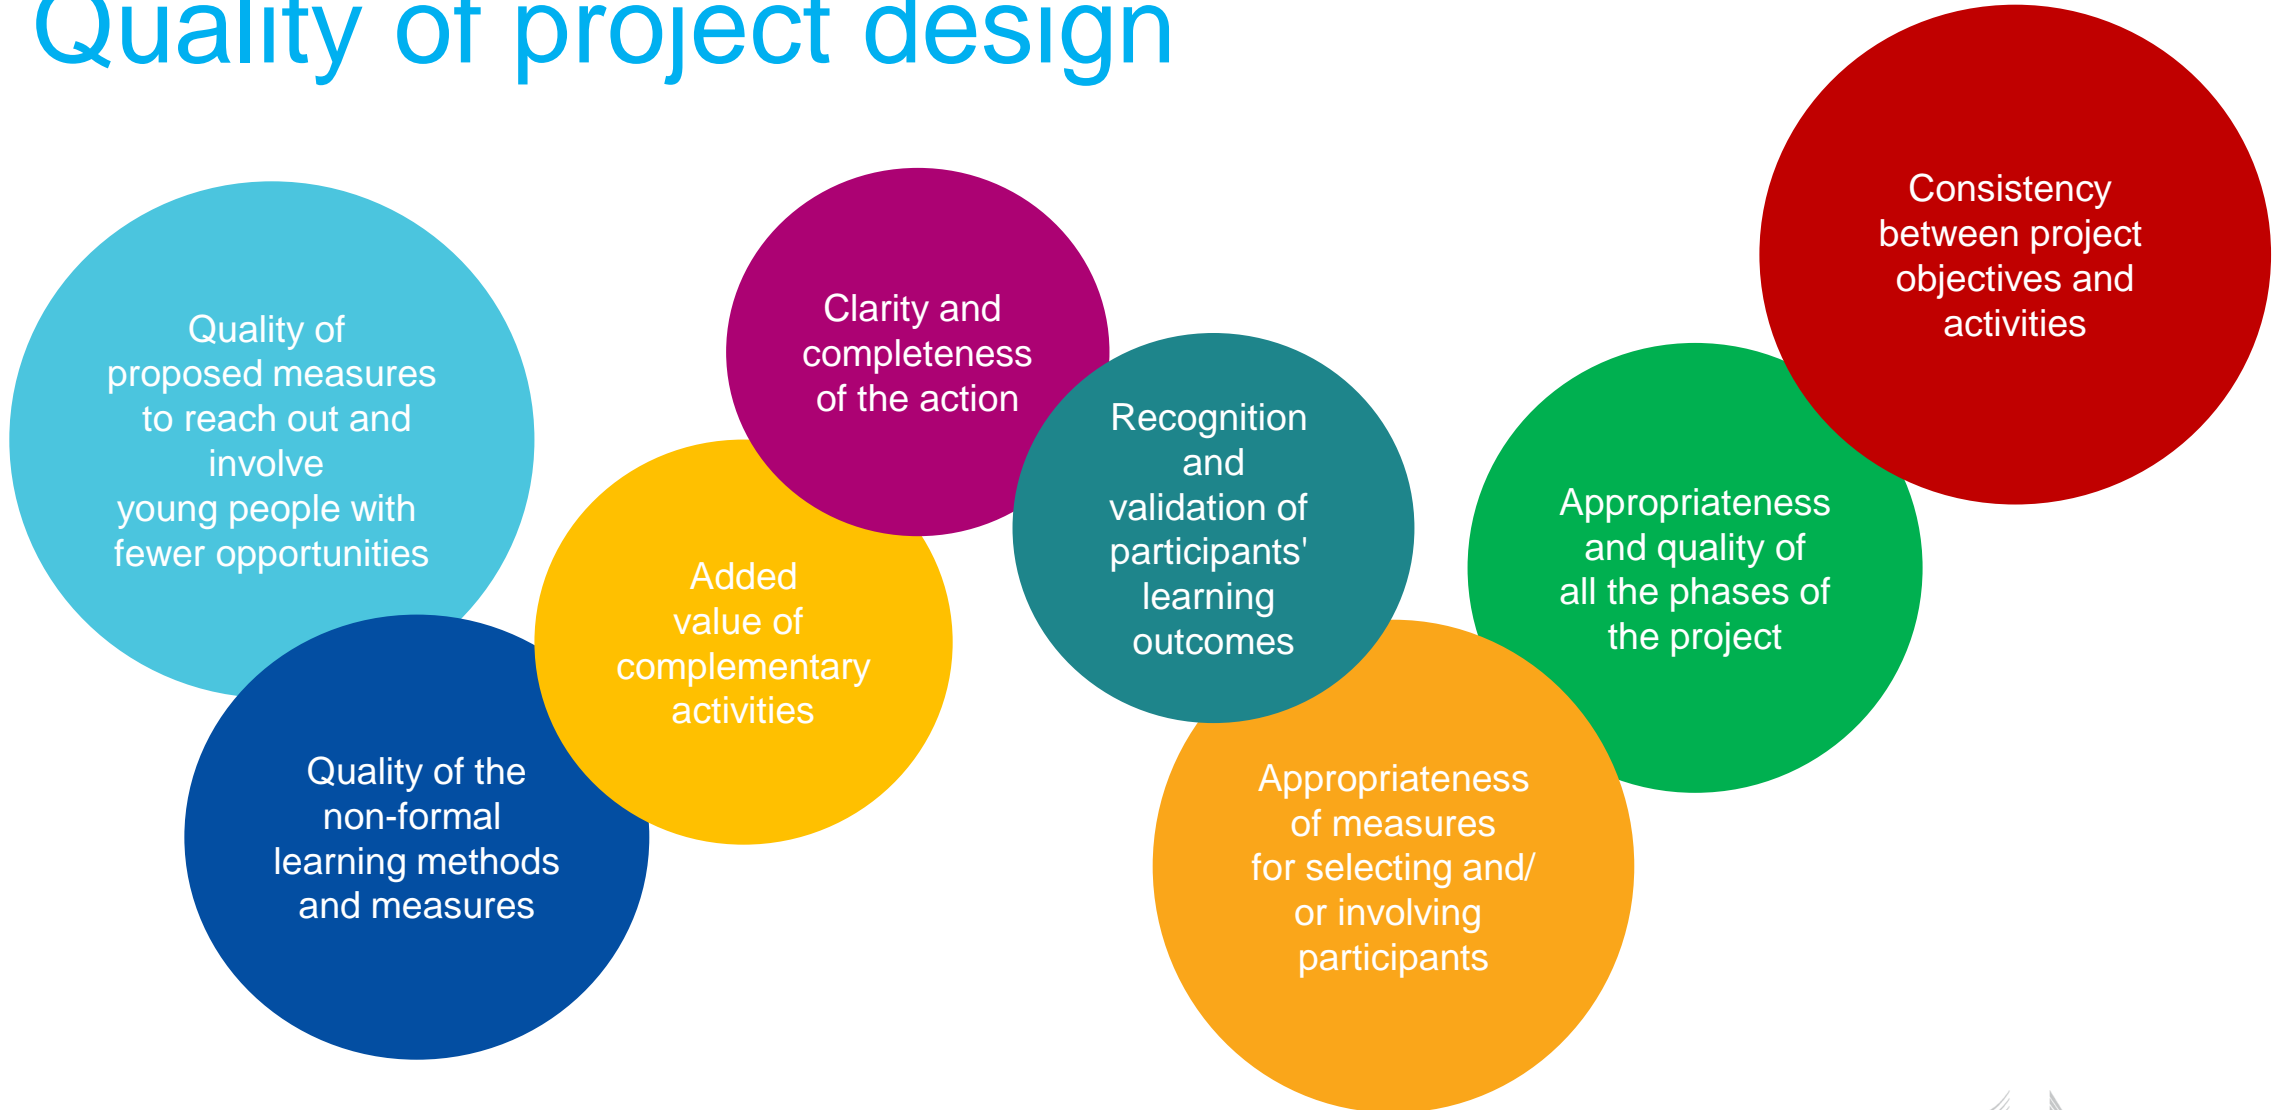 Quality of project design
Quality of
proposed measures
to reach out and
involve
young people with
fewer opportunities
Quality of the
non-formal
learning methods
and measures
Added
value of
complementary
activities
Clarity and
completeness
of the action
Recognition
and
validation of
participants'
learning
outcomes
Appropriateness
of measures
for selecting and/
or involving
participants
Appropriateness
and quality of
all the phases of
the project
Consistency
between project
objectives and
activities